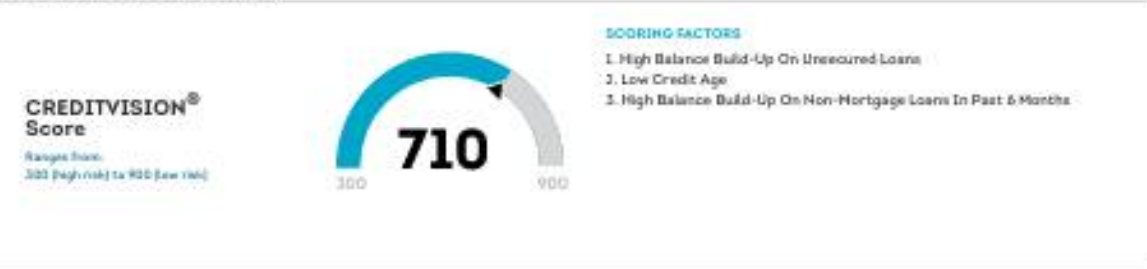 CREDITVISION®
Score
Ranges from:
300 (high risk) to 900 (low risk)
710
300
900
SCORING FACTORS
1. High Balance Build-Up On Unsecured Loans
2. Low Credit Age
3. High Balance Build-Up On Non-Mortgage Loans In Past 6 Months